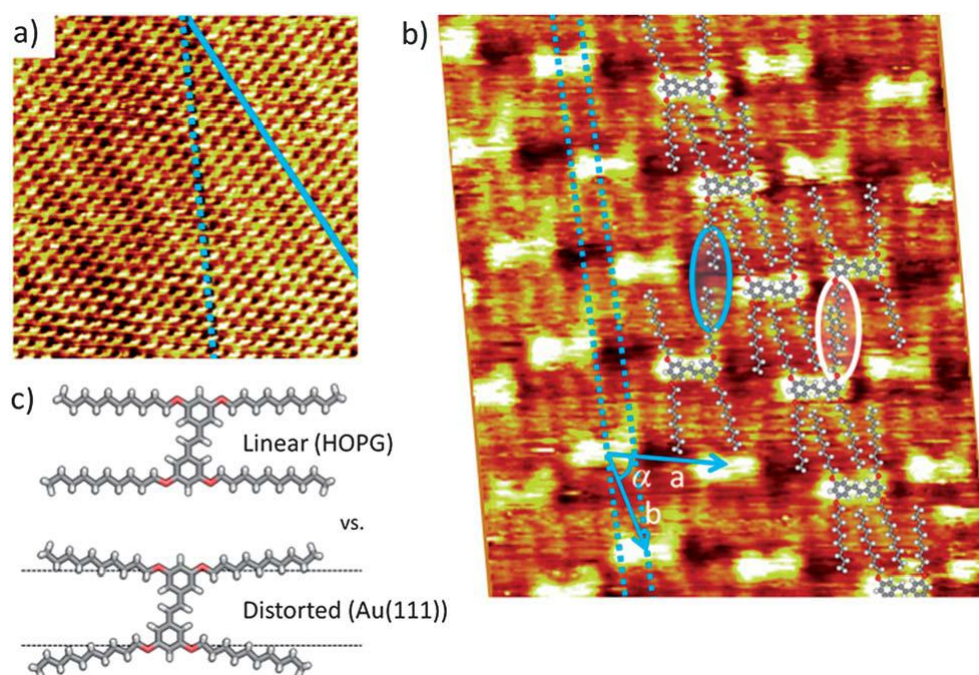 a)
b)
α
a
b
c)
Linear (HOPG)
vs.
Distorted (Au(111))